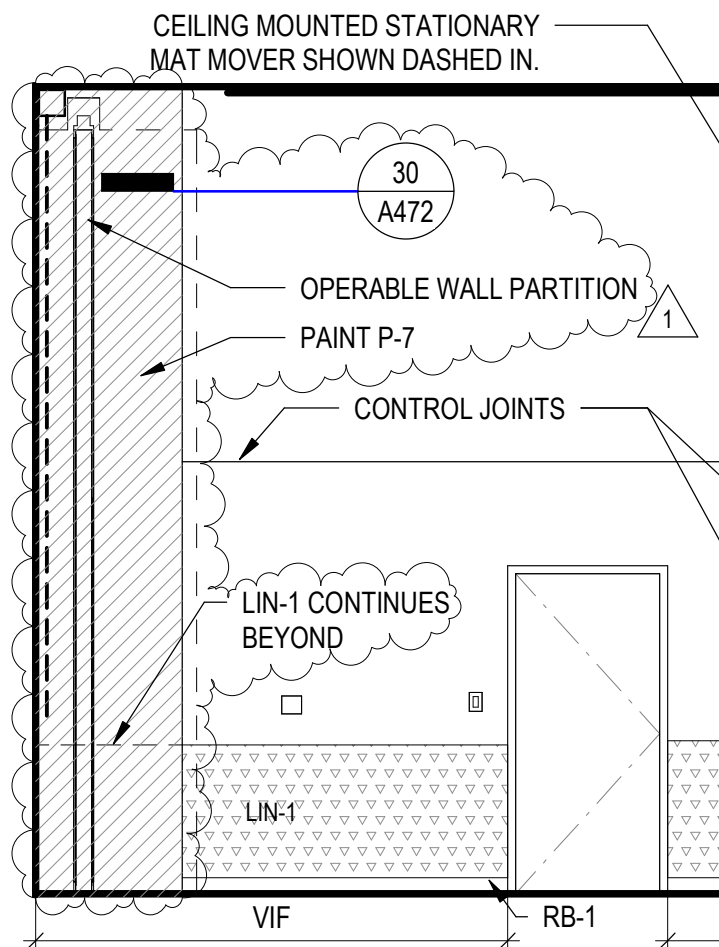 CEILING MOUNTED STATIONARY
MAT MOVER SHOWN DASHED IN.
30
A472
OPERABLE WALL PARTITION
1
PAINT P-7
CONTROL JOINTS
LIN-1 CONTINUES
BEYOND
LIN-1
VIF
RB-1